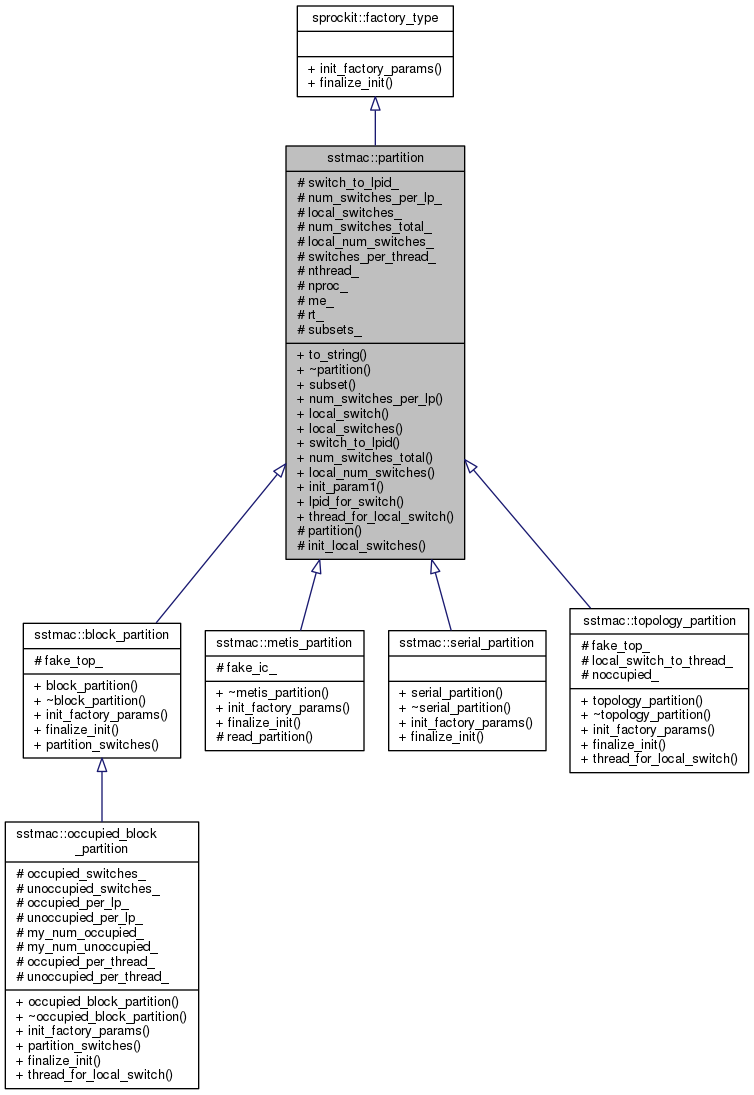 sprockit::factory_type
+ init_factory_params()
+ finalize_init()
sstmac::partition
# switch_to_lpid_
# num_switches_per_lp_
# local_switches_
# num_switches_total_
# local_num_switches_
# switches_per_thread_
# nthread_
# nproc_
# me_
# rt_
# subsets_
+ to_string()
+ ~partition()
+ subset()
+ num_switches_per_lp()
+ local_switch()
+ local_switches()
+ switch_to_lpid()
+ num_switches_total()
+ local_num_switches()
+ init_param1()
+ lpid_for_switch()
+ thread_for_local_switch()
# partition()
# init_local_switches()
sstmac::block_partition
# fake_top_
+ block_partition()
+ ~block_partition()
+ init_factory_params()
+ finalize_init()
+ partition_switches()
sstmac::metis_partition
# fake_ic_
+ ~metis_partition()
+ init_factory_params()
+ finalize_init()
# read_partition()
sstmac::serial_partition
+ serial_partition()
+ ~serial_partition()
+ init_factory_params()
+ finalize_init()
sstmac::topology_partition
# fake_top_
# local_switch_to_thread_
# noccupied_
+ topology_partition()
+ ~topology_partition()
+ init_factory_params()
+ finalize_init()
+ thread_for_local_switch()
sstmac::occupied_block
_partition
# occupied_switches_
# unoccupied_switches_
# occupied_per_lp_
# unoccupied_per_lp_
# my_num_occupied_
# my_num_unoccupied_
# occupied_per_thread_
# unoccupied_per_thread_
+ occupied_block_partition()
+ ~occupied_block_partition()
+ init_factory_params()
+ partition_switches()
+ finalize_init()
+ thread_for_local_switch()